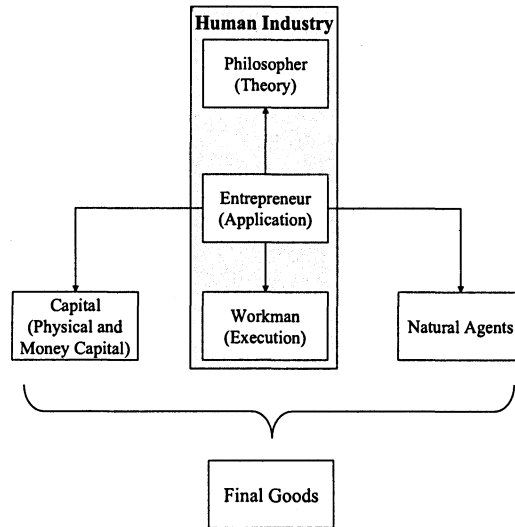 Human Industry
Philosopher
(Theory)
Entrepreneur
(Application)
Capital
(Physical and
Money Capital)
Workman
(Execution)
Natural Agents
Final Goods